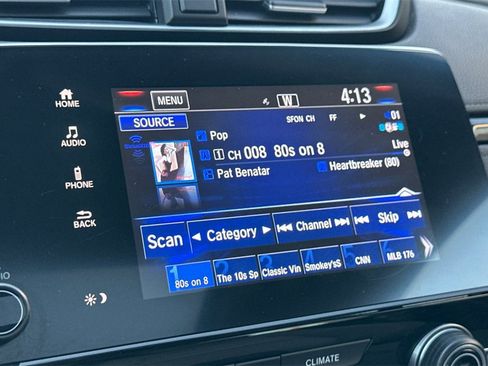 MENU
W
4:13
HOME
SOURCE
SFON CH
FF
01
SiriusXM
Pop
AUDIO
1 CH 008 80s on 8
Live
Pat Benatar
Heartbreaker (80)
PHONE
BACK
Scan
Category
Channel
Skip
1 80s on 8
2 The 10s Sp
3 Classic Vin
4 Smokey'sS
5 CNN
6 MLB 176
CLIMATE